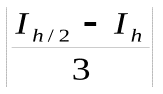 |I_{h/2} - I_h|
3